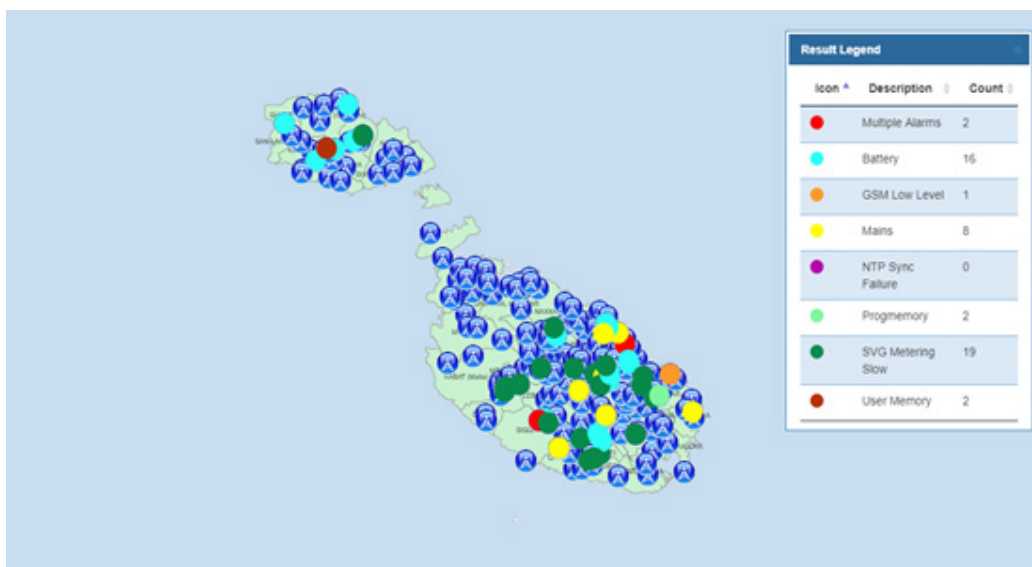 Result Legend
Icon Description Count
Multiple Alarms 2
Battery 16
GSM Low Level 1
Mains 8
NTP Sync
Failure 0
Progmemory 2
SVG Metering
Slow 19
User Memory 2